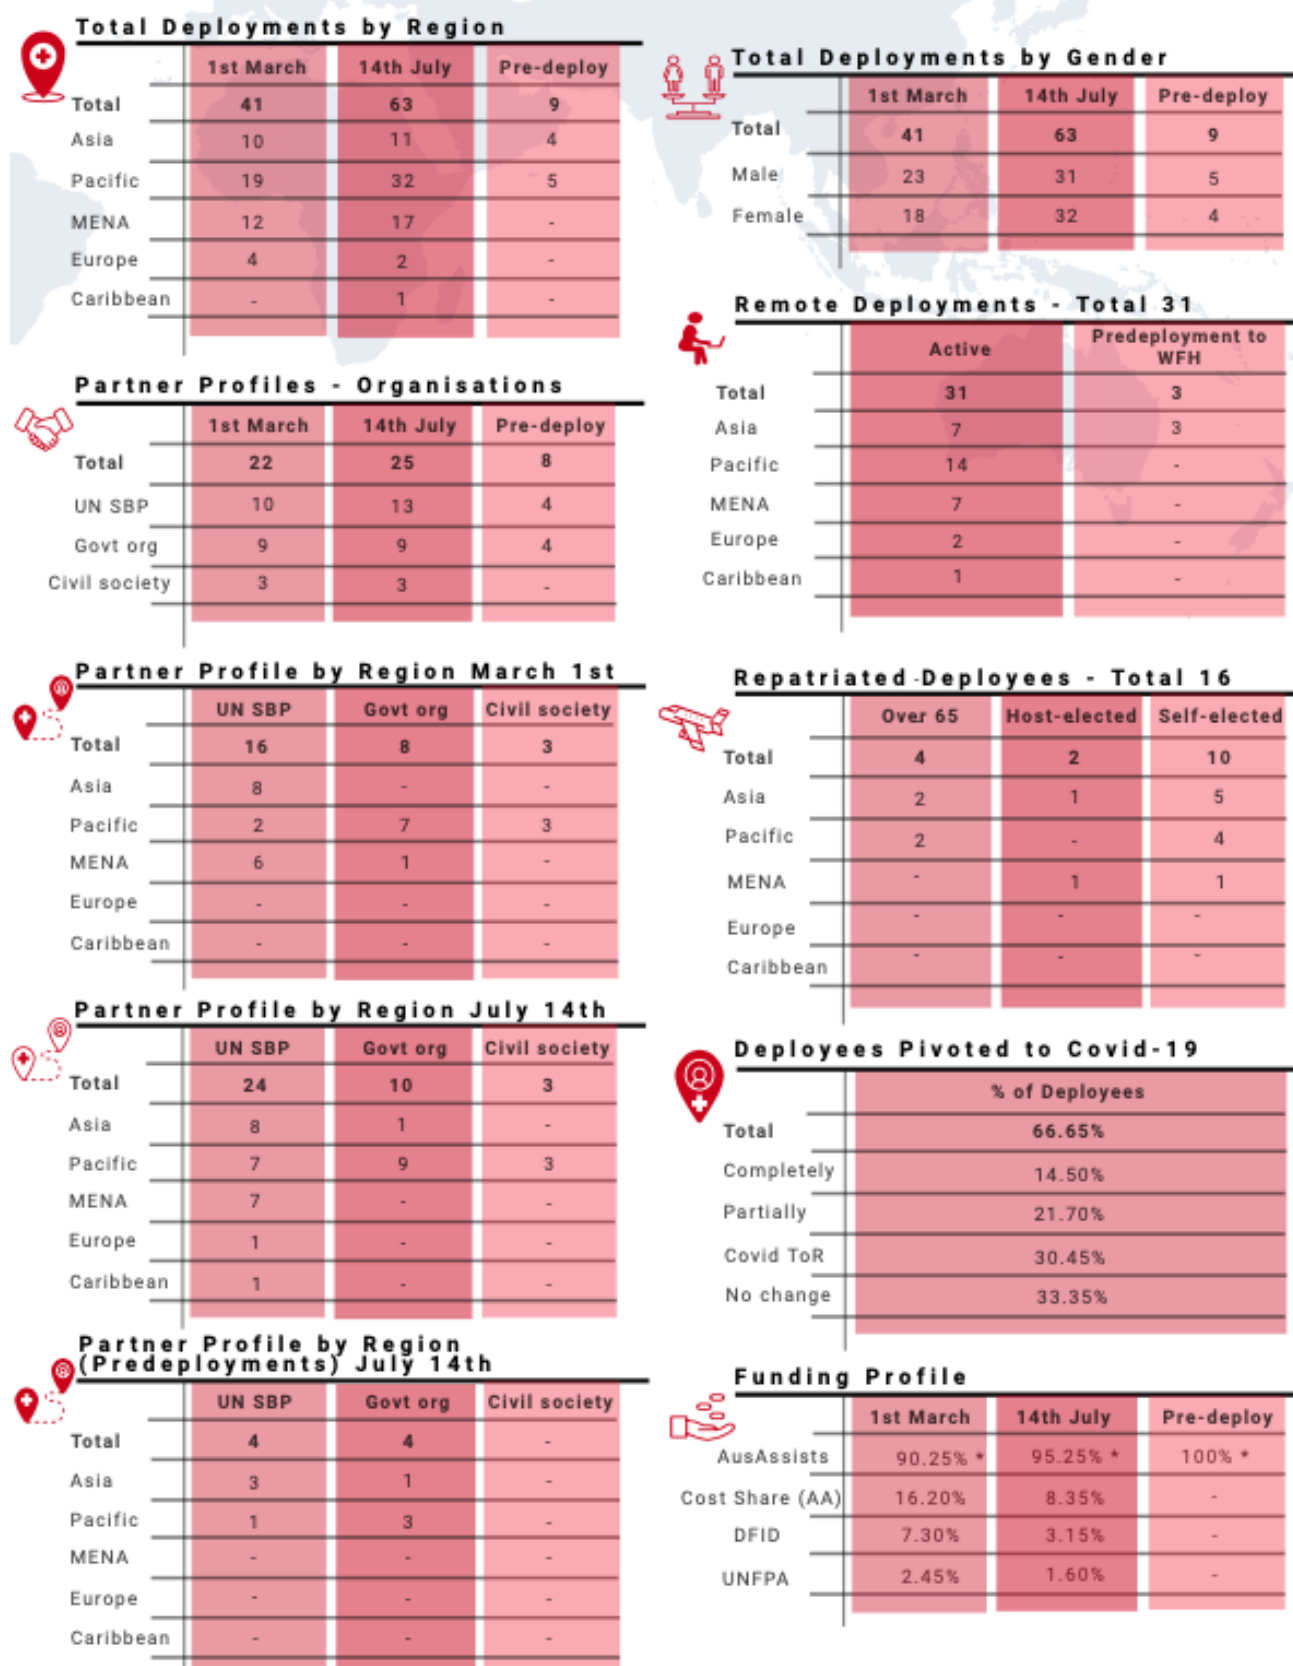 Total Deployments by Region
1st March 14th July Pre-deploy
Total 41 63 9
Asia 10 11 4
Pacific 19 32 5
MENA 12 17 -
Europe 4 2 -
Caribbean - 1 -
Partner Profiles - Organisations
1st March 14th July Pre-deploy
Total 22 25 8
UN SBP 10 13 4
Govt org 9 9 4
Civil society 3 3 -
Partner Profile by Region March 1st
UN SBP Govt org Civil society
Total 16 8 3
Asia 8 - -
Pacific 2 7 3
MENA 6 1 -
Europe - - -
Caribbean - - -
Partner Profile by Region July 14th
UN SBP Govt org Civil society
Total 24 10 3
Asia 8 1 -
Pacific 7 9 3
MENA 7 - -
Europe 1 - -
Caribbean 1 - -
Partner Profile by Region
(Predeployments) July 14th
UN SBP Govt org Civil society
Total 4 4 -
Asia 3 1 -
Pacific 1 3 -
MENA - - -
Europe - - -
Caribbean - - -
Total Deployments by Gender
1st March 14th July Pre-deploy
Total 41 63 9
Male 23 31 5
Female 18 32 4
Remote Deployments - Total 31
Active Predeployment to
WFH
Total 31 3
Asia 7 3
Pacific 14 -
MENA 7 -
Europe 2 -
Caribbean 1 -
Repatriated - Deployees - Total 16
Over 65 Host-elected Self-elected
Total 4 2 10
Asia 2 1 5
Pacific 2 - 4
MENA - 1 1
Europe - - -
Caribbean - - -
Deployees Pivoted to Covid-19
% of Deployees
Total 66.65%
Completely 14.50%
Partially 21.70%
Covid ToR 30.45%
No change 33.35%
Funding Profile
1st March 14th July Pre-deploy
AusAssists 90.25% * 95.25% * 100% *
Cost Share (AA) 16.20% 8.35% -
DFID 7.30% 3.15% -
UNFPA 2.45% 1.60% -